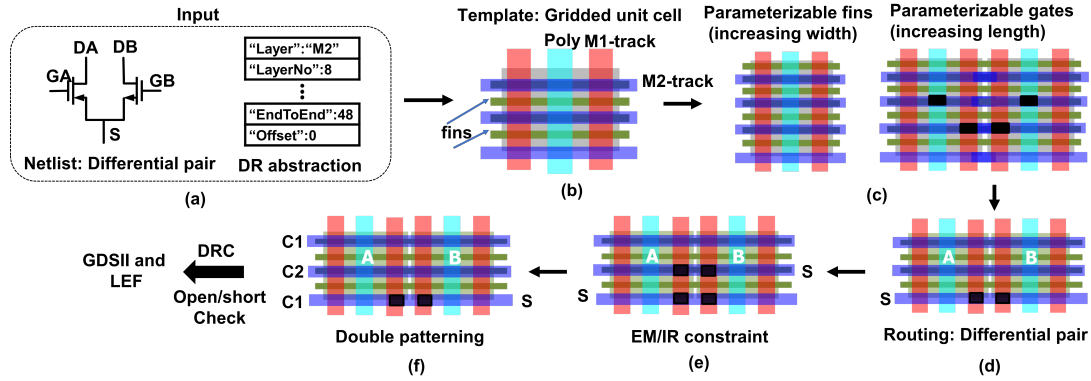 Input
DA DB
GA GB
S
Netlist: Differential pair
“Layer”:“M2”
“LayerNo”:8
“EndToEnd”:48
“Offset”:0
DR abstraction
(a)
Template: Gridded unit cell
Poly M1-track
M2-track
fins
(b)
Parameterizable fins
(increasing width)
Parameterizable gates
(increasing length)
(c)
A B
S
Routing: Differential pair
(d)
A B
S
EM/IR constraint
(e)
C1
A B
C2
C1 S
Double patterning
(f)
DRC
Open/short
Check
GDSII and
LEF